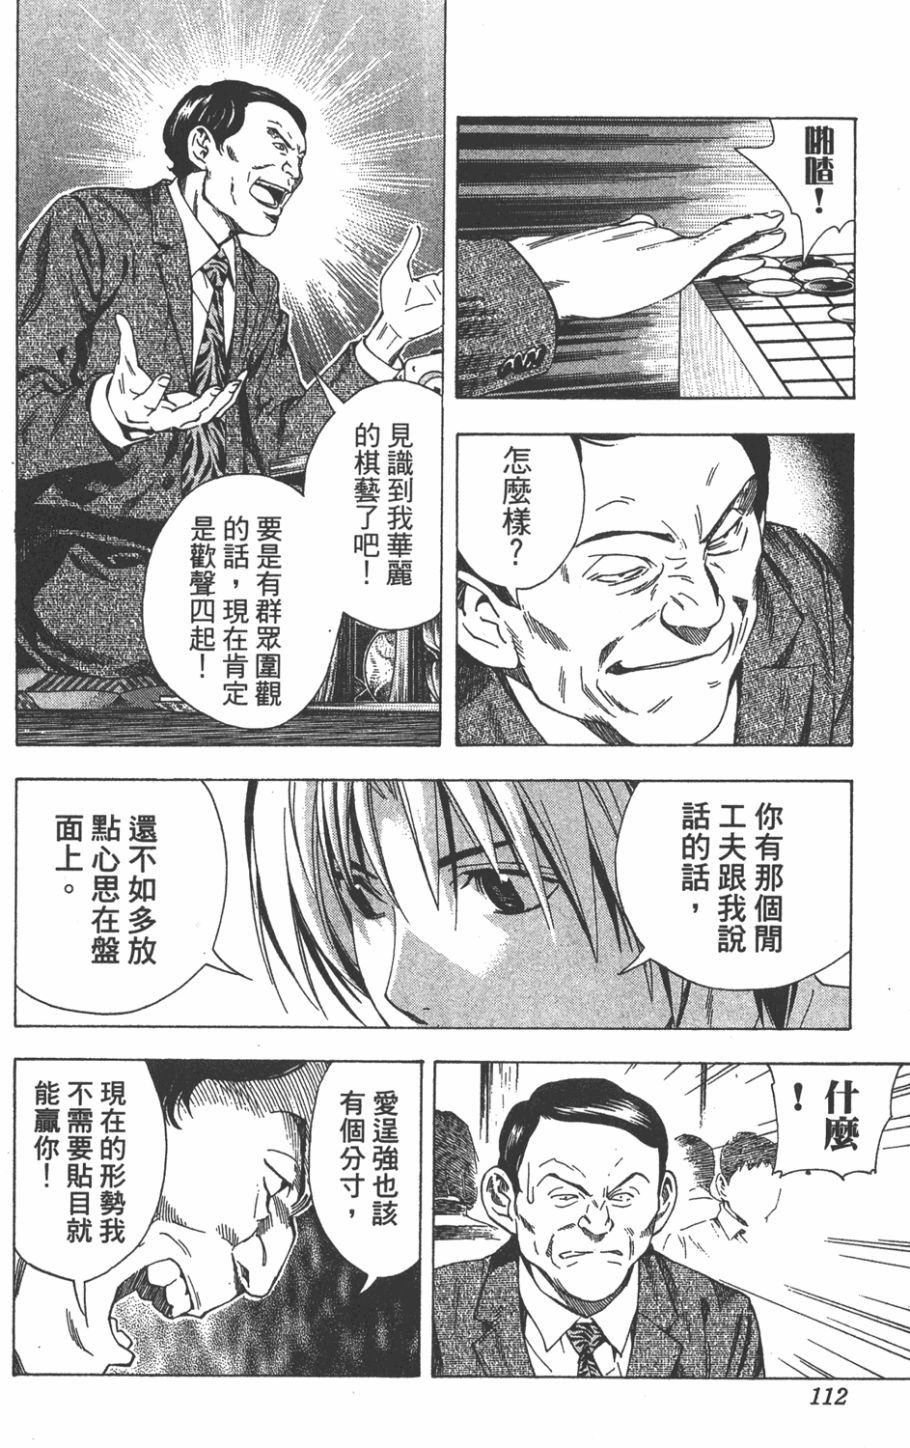 啪喳！
怎麼樣？
見識到我華麗
的棋藝了吧！
要是有群眾圍觀
的話，現在肯定
是歡聲四起！
你有那個閒
工夫跟我說
話的話，
還不如多放
點心思在盤
面上。
什麼
！
愛逞強也該
有個分寸，
現在的形勢我
不需要貼目就
能贏你！
112